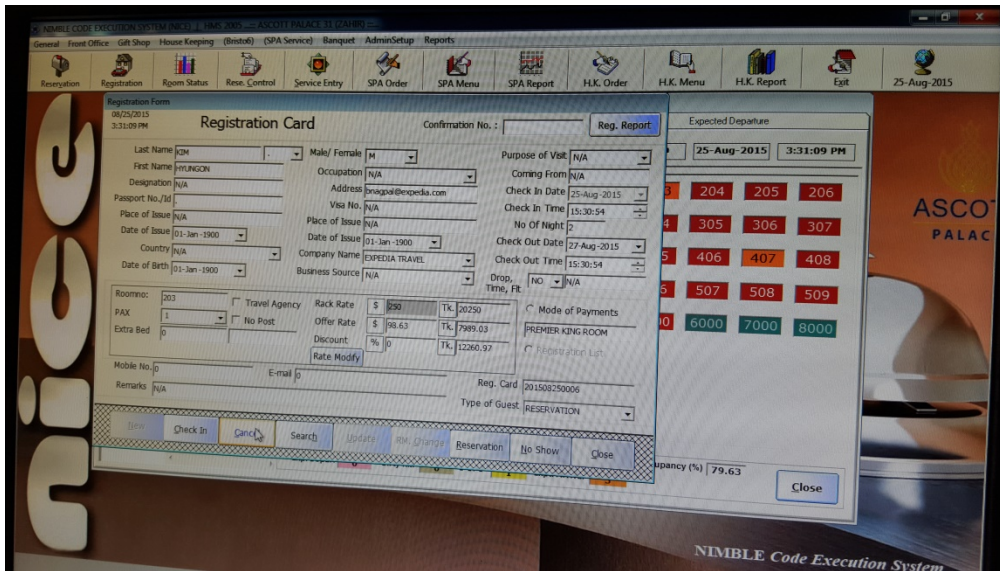 NIMBLE CODE EXECUTION SYSTEM (NICE) | HMS 2005 ...:: ASCOTT PALACE 31 (ZAHIR) ::...
General Front Office Gift Shop House Keeping (Bristo6) (SPA Service) Banquet AdminSetup Reports
Reservation Registration Room Status Rese. Control Service Entry SPA Order SPA Menu SPA Report H.K. Order H.K. Menu H.K. Report Exit 25-Aug-2015
Registration Form
08/25/2015
3:31:09 PM
Registration Card
Confirmation No. :
Reg. Report
Last Name KIM .
First Name HYUNGON
Designation N/A
Passport No./Id .
Place of Issue N/A
Date of Issue 01-Jan-1900
Country N/A
Date of Birth 01-Jan-1900
Male/ Female M
Occupation N/A
Address bnagpal@expedia.com
Visa No. N/A
Place of Issue N/A
Date of Issue 01-Jan-1900
Company Name EXPEDIA TRAVEL
Business Source N/A
Purpose of Visit N/A
Coming From N/A
Check In Date 25-Aug-2015
Check In Time 15:30:54
No Of Night 2
Check Out Date 27-Aug-2015
Check Out Time 15:30:54
Drop, Time, Flt NO N/A
Roomno: 203
PAX 1
Extra Bed 0
Travel Agency
No Post
Rack Rate $ 250 Tk. 20250
Offer Rate $ 98.63 Tk. 7989.03
Discount % 0 Tk. 12260.97
Rate Modify
Mode of Payments
PREMIER KING ROOM
Registration List
Mobile No. 0
E-mail 0
Remarks N/A
Reg. Card 201508250006
Type of Guest RESERVATION
New Check In Cancel Search Update RM. Change Reservation No Show Close
Expected Departure
25-Aug-2015 3:31:09 PM
3 204 205 206
4 305 306 307
5 406 407 408
6 507 508 509
00 6000 7000 8000
upancy (%) 79.63
Close
nice
ASCOT
PALAC
NIMBLE Code Execution System